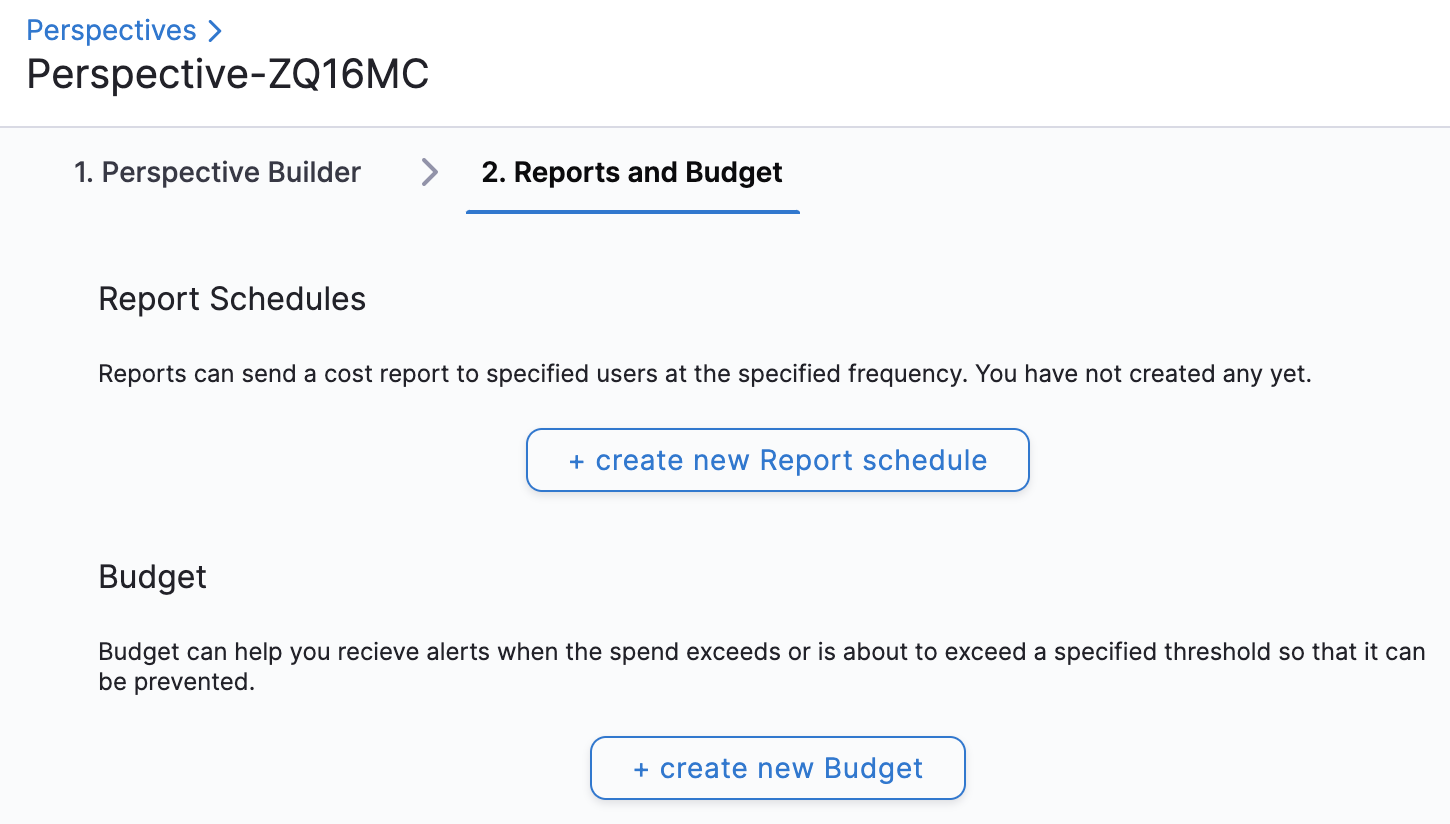 Perspectives >
Perspective-ZQ16MC
1. Perspective Builder > 2. Reports and Budget
Report Schedules
Reports can send a cost report to specified users at the specified frequency. You have not created any yet.
+ create new Report schedule
Budget
Budget can help you recieve alerts when the spend exceeds or is about to exceed a specified threshold so that it can
be prevented.
+ create new Budget